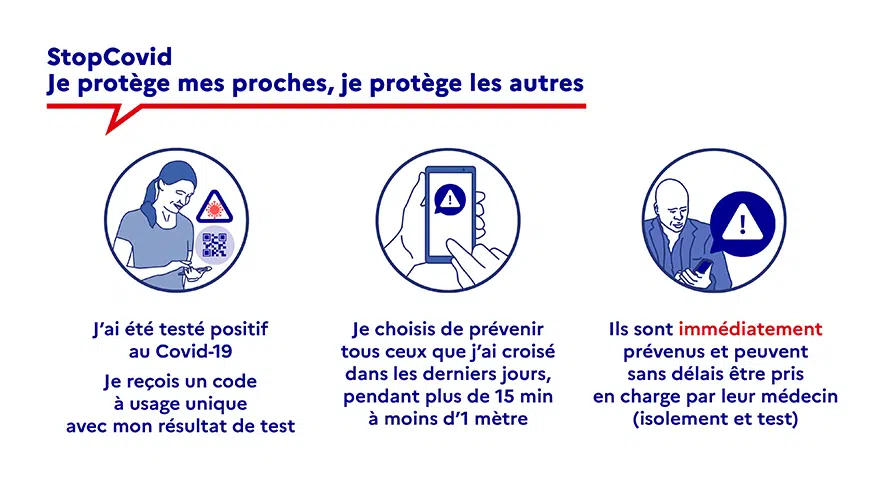 StopCovid
Je protège mes proches, je protège les autres
J'ai été testé positif
au Covid-19
Je reçois un code
à usage unique
avec mon résultat de test
Je choisis de prévenir
tous ceux que j'ai croisé
dans les derniers jours,
pendant plus de 15 min
à moins d'1 mètre
Ils sont immédiatement
prévenus et peuvent
sans délais être pris
en charge par leur médecin
(isolement et test)